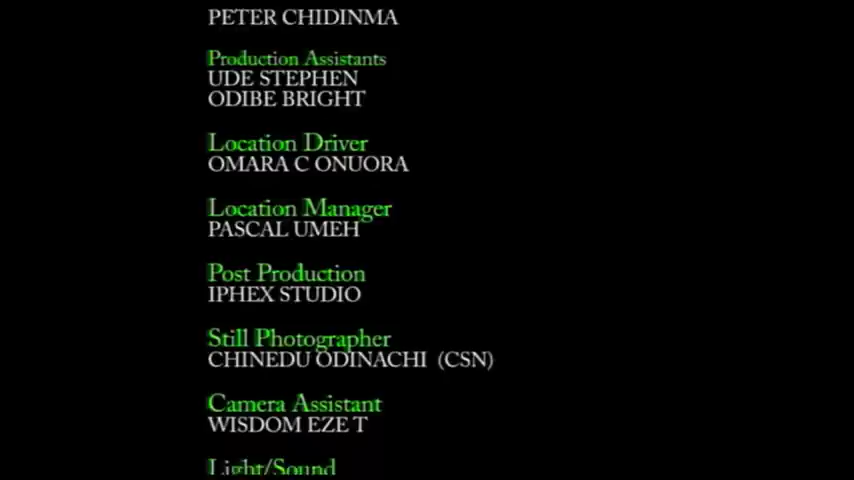 PETER CHIDINMA
Production Assistants
UDE STEPHEN
ODIBE BRIGHT
Location Driver
OMARA C ONUORA
Location Manager
PASCAL UMEH
Post Production
IPHEX STUDIO
Still Photographer
CHINEDU ODINACHI (CSN)
Camera Assistant
WISDOM EZE T
Light/Sound